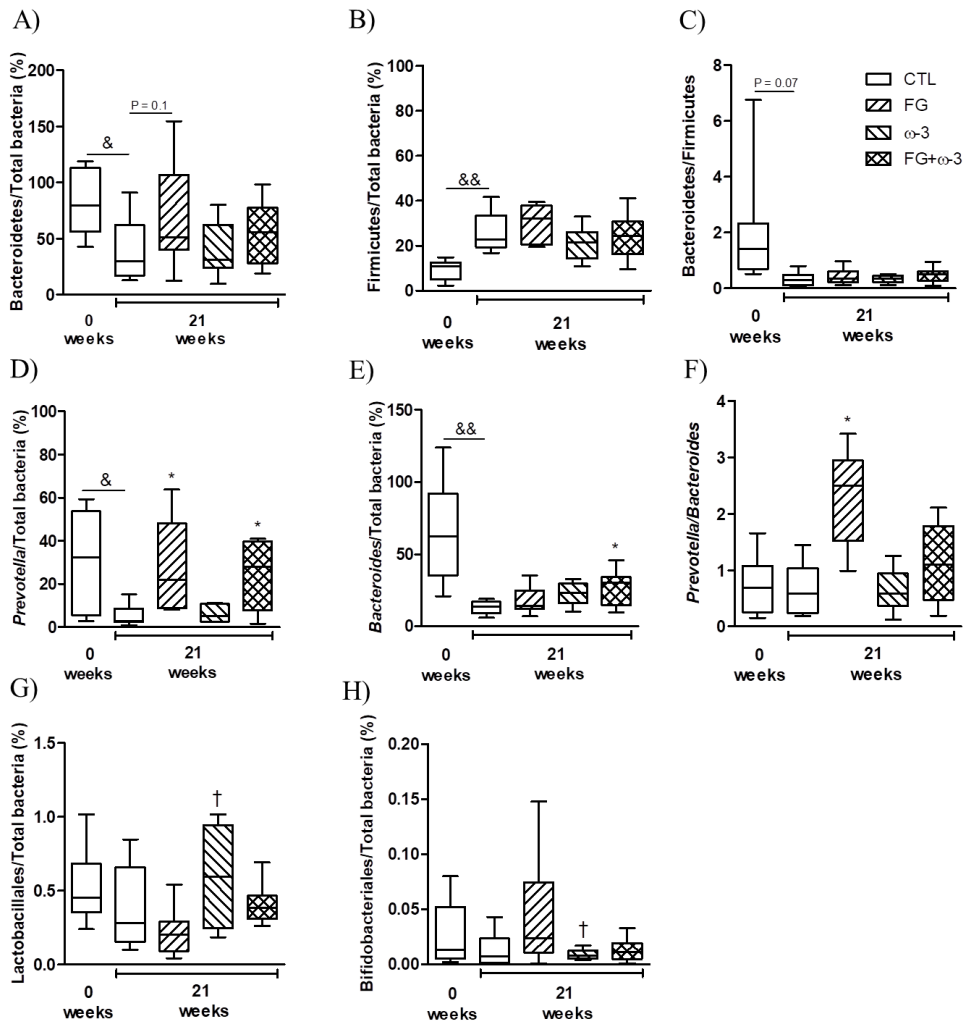 A)
Bacteroidetes/Total bacteria (%)
200
150
100
50
0
&
P = 0.1
0
weeks
21
weeks
B)
Firmicutes/Total bacteria (%)
100
80
60
40
20
0
&&
0
weeks
21
weeks
C)
Bacteroidetes/Firmicutes
8
6
4
2
0
P = 0.07
0
weeks
21
weeks
CTL
FG
ω-3
FG+ω-3
D)
Prevotella/Total bacteria (%)
100
80
60
40
20
0
&
*
*
0
weeks
21
weeks
E)
Bacteroides/Total bacteria (%)
150
100
50
0
&&
*
0
weeks
21
weeks
F)
Prevotella/Bacteroides
4
3
2
1
0
*
0
weeks
21
weeks
G)
Lactobacillales/Total bacteria (%)
1.5
1.0
0.5
0.0
†
0
weeks
21
weeks
H)
Bifidobacteriales/Total bacteria (%)
0.20
0.15
0.10
0.05
0.00
†
0
weeks
21
weeks